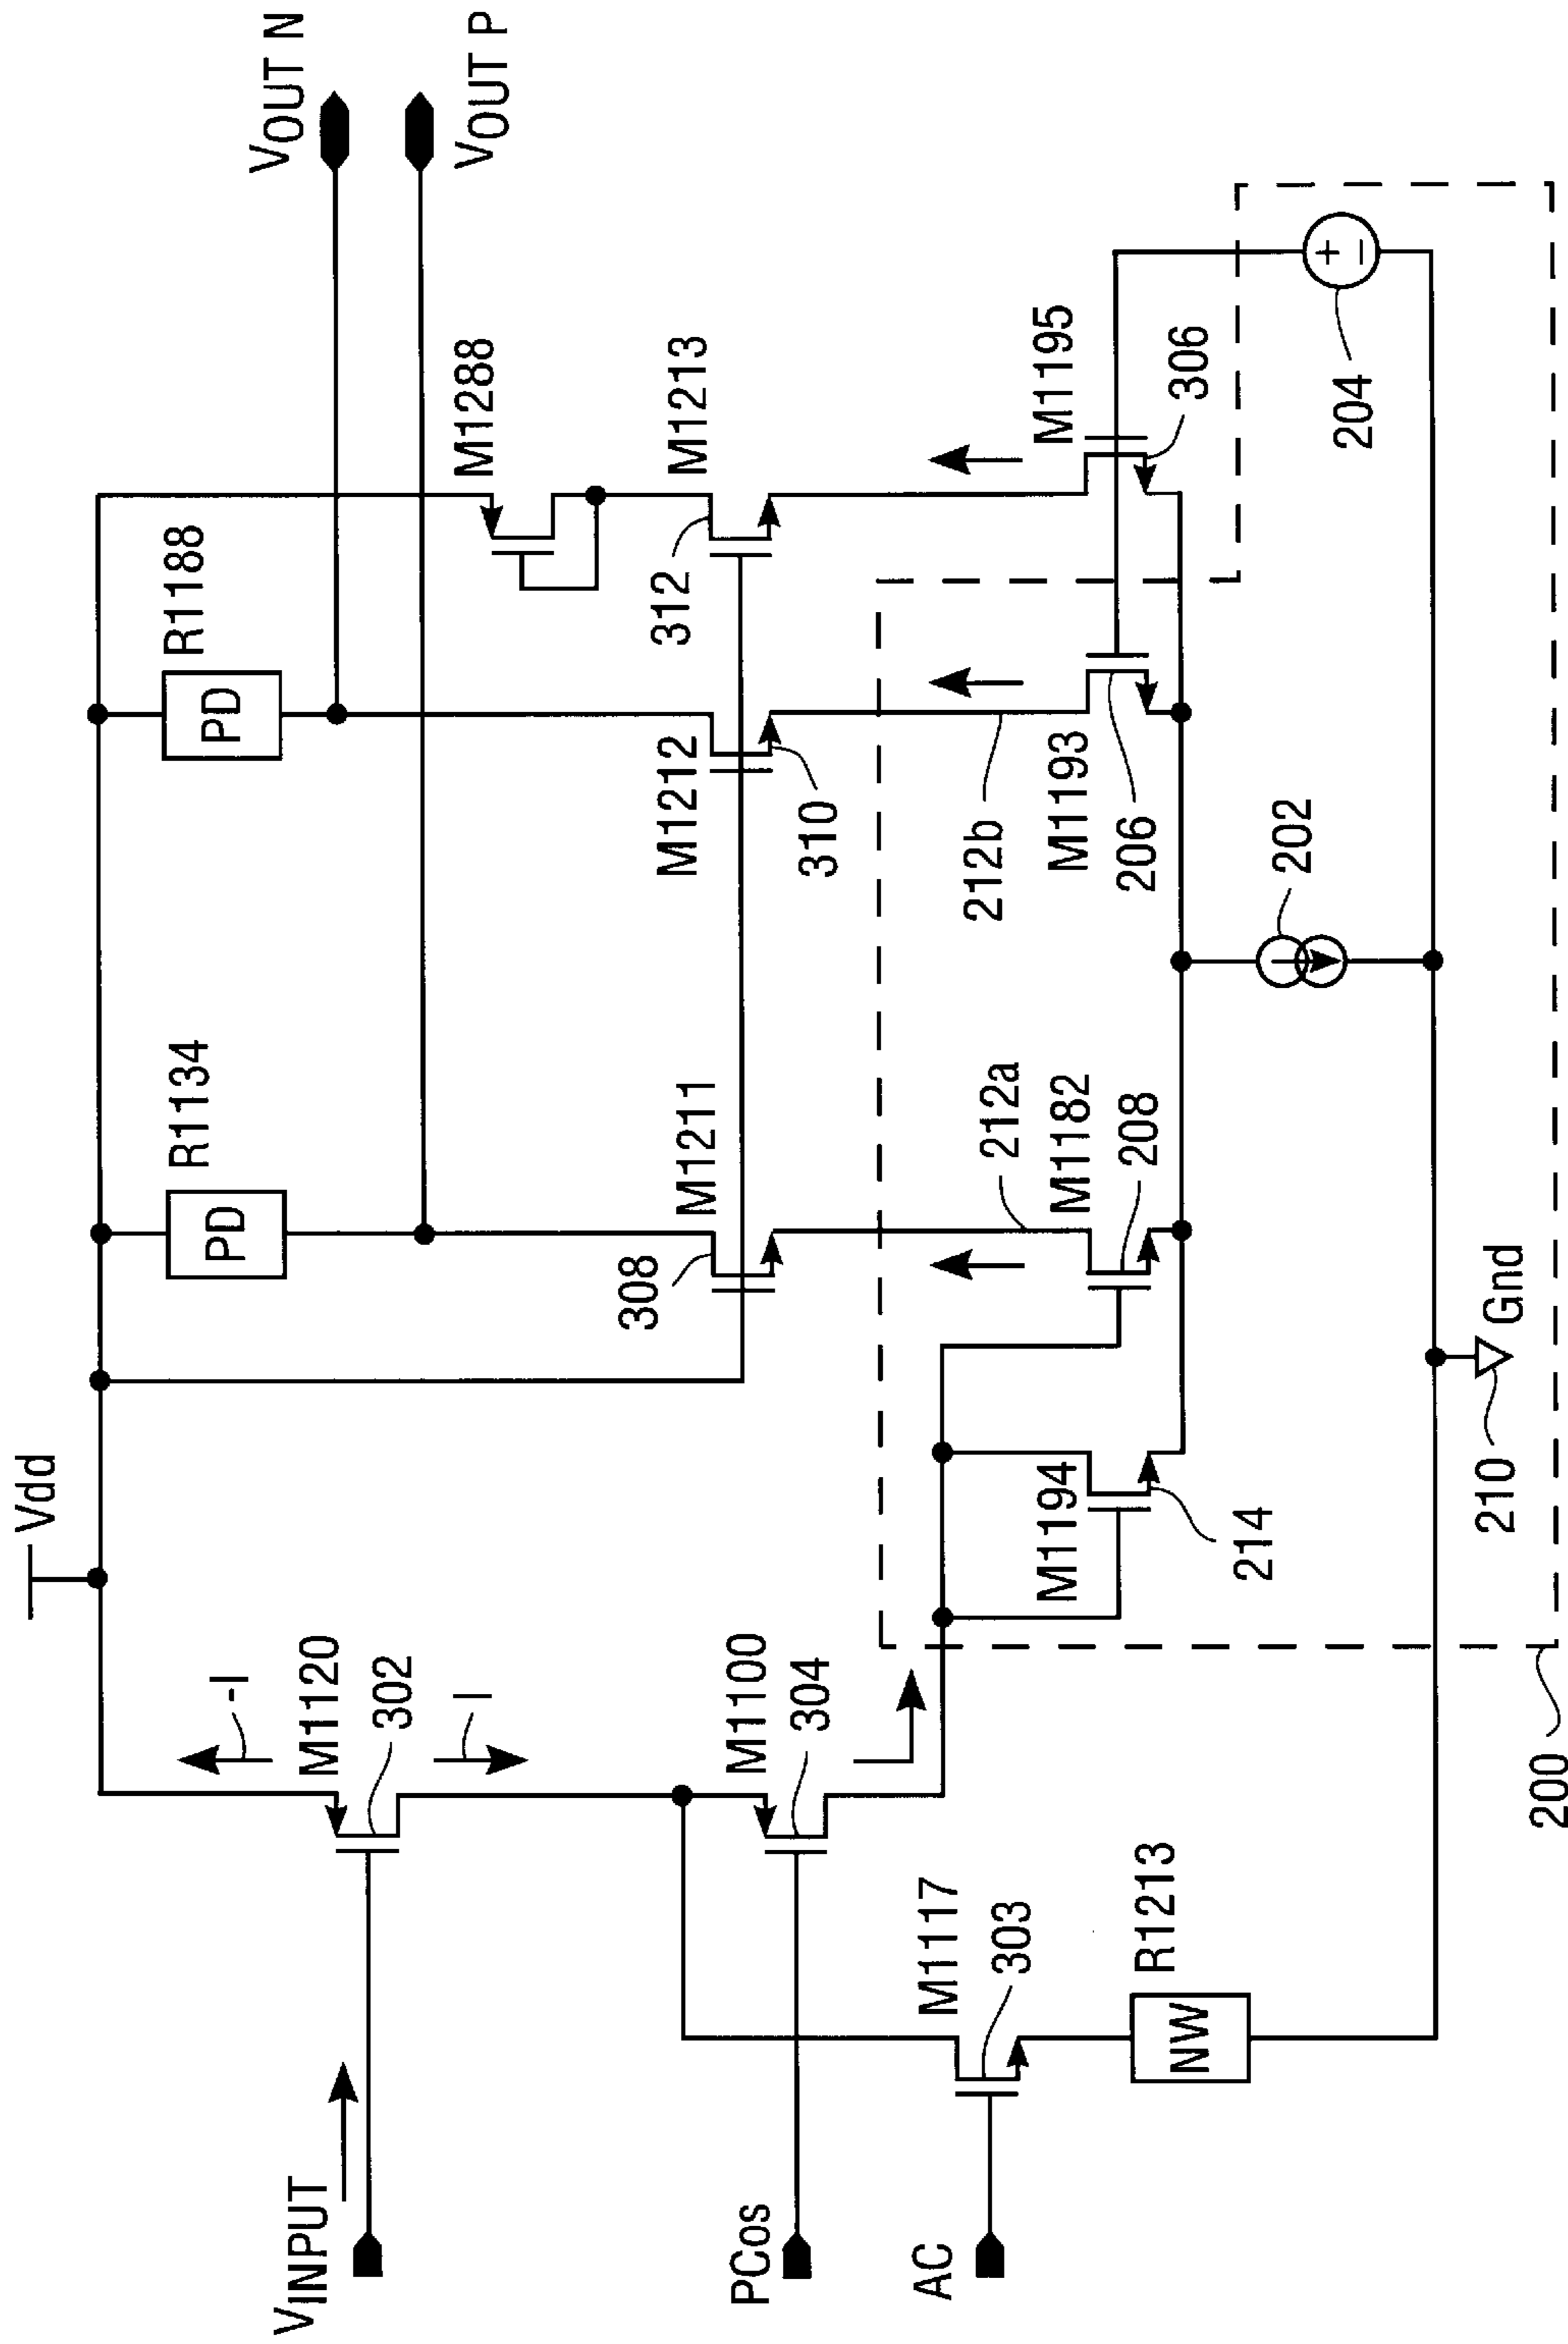 Vdd
VOUT N
VOUT P
R1134
PD
R1188
PD
-I
M1120
302
I
VINPUT
M1288
M1211
308
M1212
310
312
M1213
M1100
304
PCos
AC
M1117
303
212a
212b
M1194
214
M1182
208
M1193
206
M1195
306
R1213
NW
202
204
210
Gnd
200
+
–